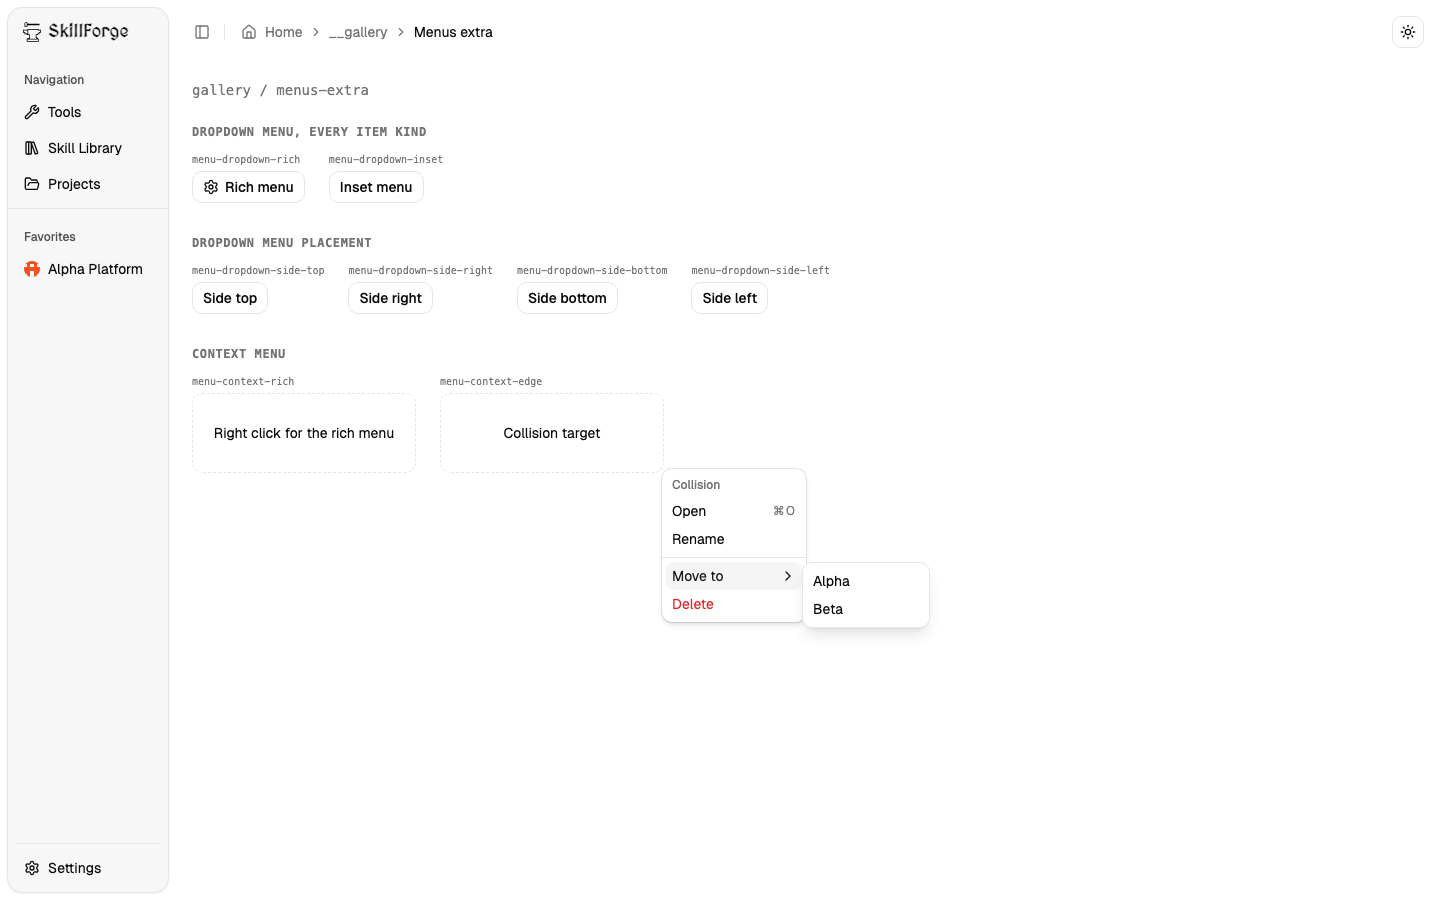 SkillForge
Navigation
Tools
Skill Library
Projects
Favorites
Alpha Platform
Settings
Home > __gallery > Menus extra
gallery / menus-extra
DROPDOWN MENU, EVERY ITEM KIND
menu-dropdown-rich menu-dropdown-inset
Rich menu Inset menu
DROPDOWN MENU PLACEMENT
menu-dropdown-side-top menu-dropdown-side-right menu-dropdown-side-bottom menu-dropdown-side-left
Side top Side right Side bottom Side left
CONTEXT MENU
menu-context-rich menu-context-edge
Right click for the rich menu Collision target
Collision
Open ⌘O
Rename
Move to
Delete
Alpha
Beta